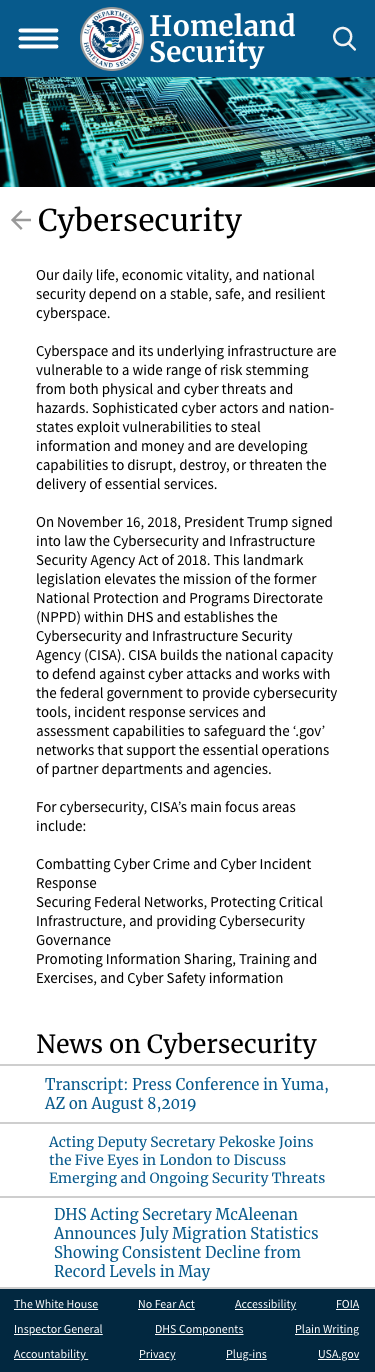 Homeland
Security
Cybersecurity
Our daily life, economic vitality, and national
security depend on a stable, safe, and resilient
cyberspace.
Cyberspace and its underlying infrastructure are
vulnerable to a wide range of risk stemming
from both physical and cyber threats and
hazards. Sophisticated cyber actors and nation-
states exploit vulnerabilities to steal
information and money and are developing
capabilities to disrupt, destroy, or threaten the
delivery of essential services.
On November 16, 2018, President Trump signed
into law the Cybersecurity and Infrastructure
Security Agency Act of 2018. This landmark
legislation elevates the mission of the former
National Protection and Programs Directorate
(NPPD) within DHS and establishes the
Cybersecurity and Infrastructure Security
Agency (CISA). CISA builds the national capacity
to defend against cyber attacks and works with
the federal government to provide cybersecurity
tools, incident response services and
assessment capabilities to safeguard the ‘.gov’
networks that support the essential operations
of partner departments and agencies.
For cybersecurity, CISA’s main focus areas
include:
Combatting Cyber Crime and Cyber Incident
Response
Securing Federal Networks, Protecting Critical
Infrastructure, and providing Cybersecurity
Governance
Promoting Information Sharing, Training and
Exercises, and Cyber Safety information
News on Cybersecurity
Transcript: Press Conference in Yuma,
AZ on August 8,2019
Acting Deputy Secretary Pekoske Joins
the Five Eyes in London to Discuss
Emerging and Ongoing Security Threats
DHS Acting Secretary McAleenan
Announces July Migration Statistics
Showing Consistent Decline from
Record Levels in May
The White House No Fear Act Accessibility FOIA
Inspector General DHS Components Plain Writing
Accountability Privacy Plug-ins USA.gov